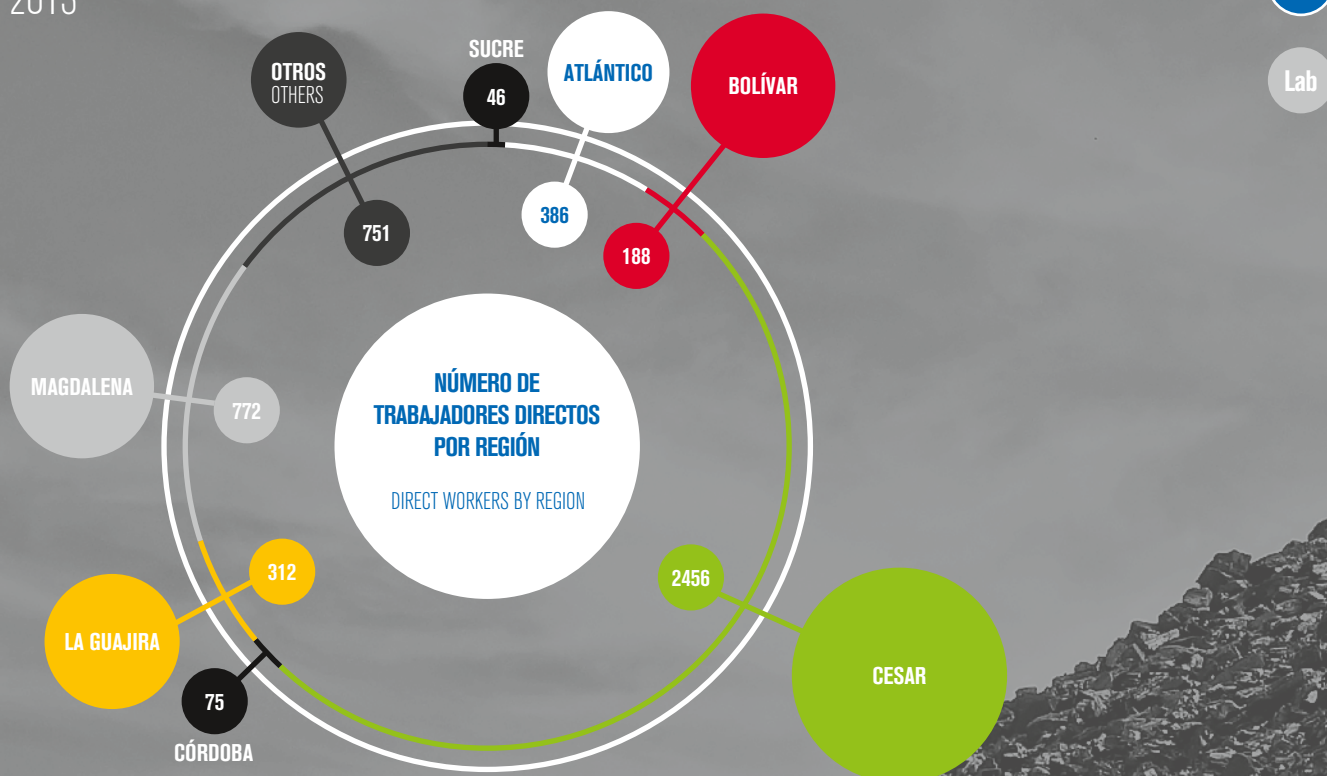 SUCRE
46
OTROS
OTHERS
751
ATLÁNTICO
386
BOLÍVAR
188
MAGDALENA
772
NÚMERO DE
TRABAJADORES DIRECTOS
POR REGIÓN
DIRECT WORKERS BY REGION
312
LA GUAJIRA
2456
CESAR
75
CÓRDOBA
Lab